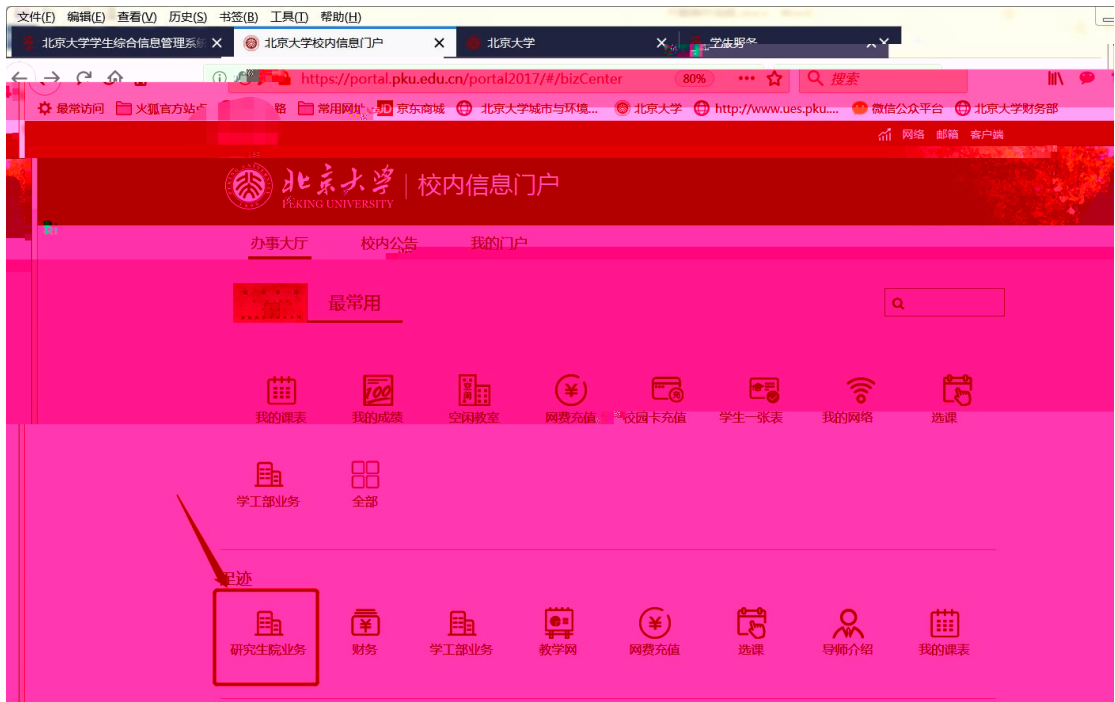 文件(F) 编辑(E) 查看(V) 历史(S) 书签(B) 工具(T) 帮助(H)
北京大学学生综合信息管理系统 北京大学校内信息门户 北京大学 学生服务
https://portal.pku.edu.cn/portal2017/#/bizCenter 80% 搜索
最常访问 火狐官方站点 常用网址 JD 京东商城 北京大学城市与环境... 北京大学 http://www.ues.pku.... 微信公众平台 北京大学财务部
网络 邮箱 客户端
北京大学 校内信息门户
PEKING UNIVERSITY
办事大厅 校内公告 我的门户
最常用
我的课表 我的成绩 空闲教室 网费充值 校园卡充值 学生一张表 我的网络 选课
学工部业务 全部
足迹
研究生院业务 财务 学工部业务 教学网 网费充值 选课 导师介绍 我的课表